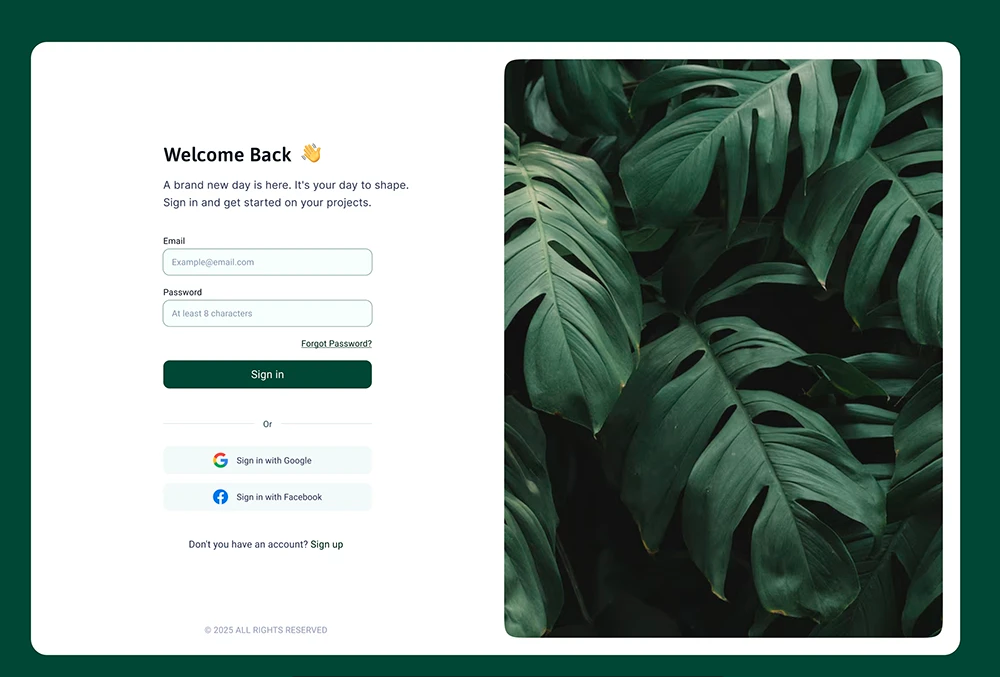 Welcome Back 👋
A brand new day is here. It's your day to shape.
Sign in and get started on your projects.
Email
Example@email.com
Password
At least 8 characters
Forgot Password?
Sign in
Or
Sign in with Google
Sign in with Facebook
Don't you have an account? Sign up
© 2025 ALL RIGHTS RESERVED